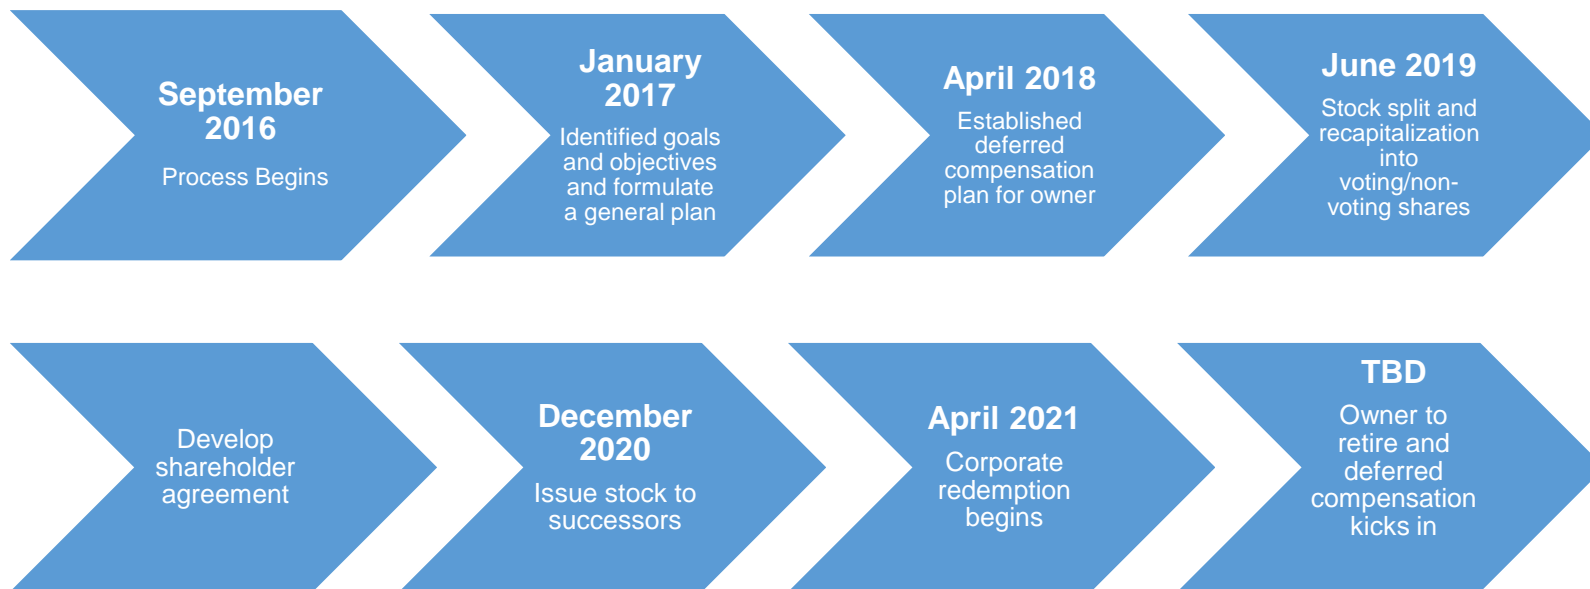 September
2016
Process Begins
January
2017
Identified goals
and objectives
and formulate
a general plan
April 2018
Established
deferred
compensation
plan for owner
June 2019
Stock split and
recapitalization
into
voting/non-
voting shares
Develop
shareholder
agreement
December
2020
Issue stock to
successors
April 2021
Corporate
redemption
begins
TBD
Owner to
retire and
deferred
compensation
kicks in